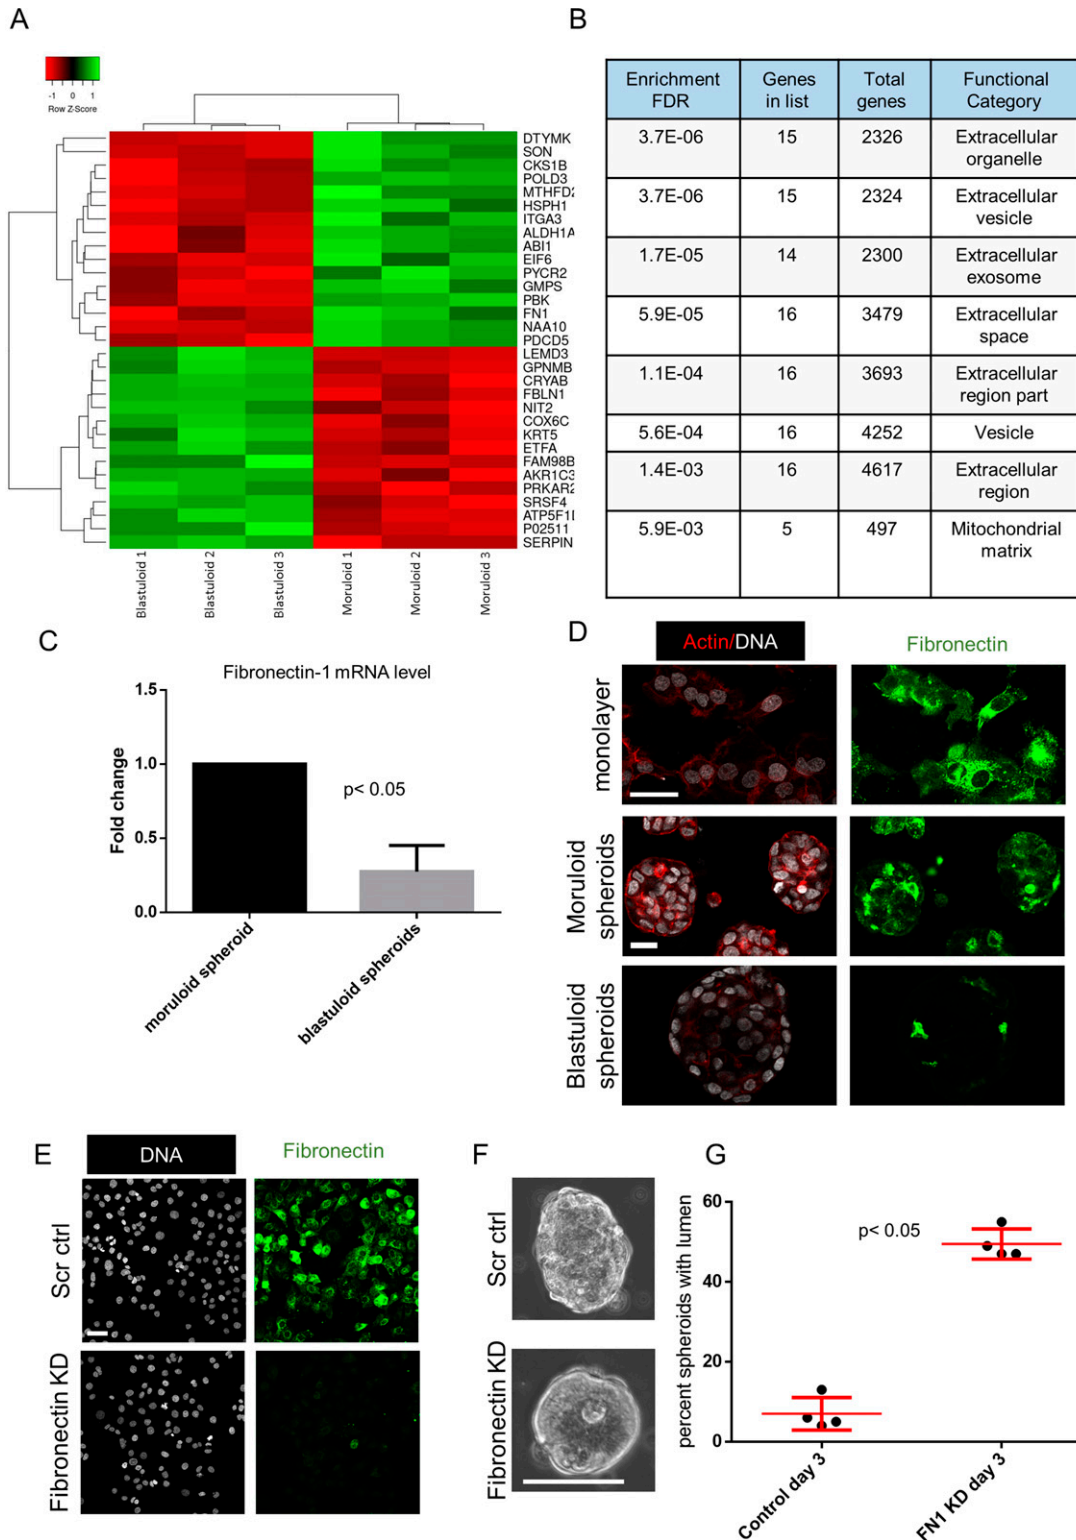 A
-1 0 1
Row Z-Score
DTYMK
SON
CKS1B
POLD3
MTHFD2
HSPH1
ITGA3
ALDH1A
ABI1
EIF6
PYCR2
GMPS
PBK
FN1
NAA10
PDCD5
LEMD3
GPNMB
CRYAB
FBLN1
NIT2
COX6C
KRT5
ETFA
FAM98B
AKR1C3
PRKAR2
SRSF4
ATP5F1
P02511
SERPIN
Blastuloid 1
Blastuloid 2
Blastuloid 3
Moruloid 1
Moruloid 2
Moruloid 3
B
Enrichment FDR Genes in list Total genes Functional Category
3.7E-06 15 2326 Extracellular organelle
3.7E-06 15 2324 Extracellular vesicle
1.7E-05 14 2300 Extracellular exosome
5.9E-05 16 3479 Extracellular space
1.1E-04 16 3693 Extracellular region part
5.6E-04 16 4252 Vesicle
1.4E-03 16 4617 Extracellular region
5.9E-03 5 497 Mitochondrial matrix
C
Fibronectin-1 mRNA level
Fold change
1.5
1.0
0.5
0.0
p< 0.05
moruloid spheroid
blastuloid spheroids
D
Actin/DNA
Fibronectin
monolayer
Moruloid spheroids
Blastuloid spheroids
E
DNA
Fibronectin
Scr ctrl
Fibronectin KD
F
Scr ctrl
Fibronectin KD
G
percent spheroids with lumen
60
40
20
0
p< 0.05
Control day 3
FN1 KD day 3